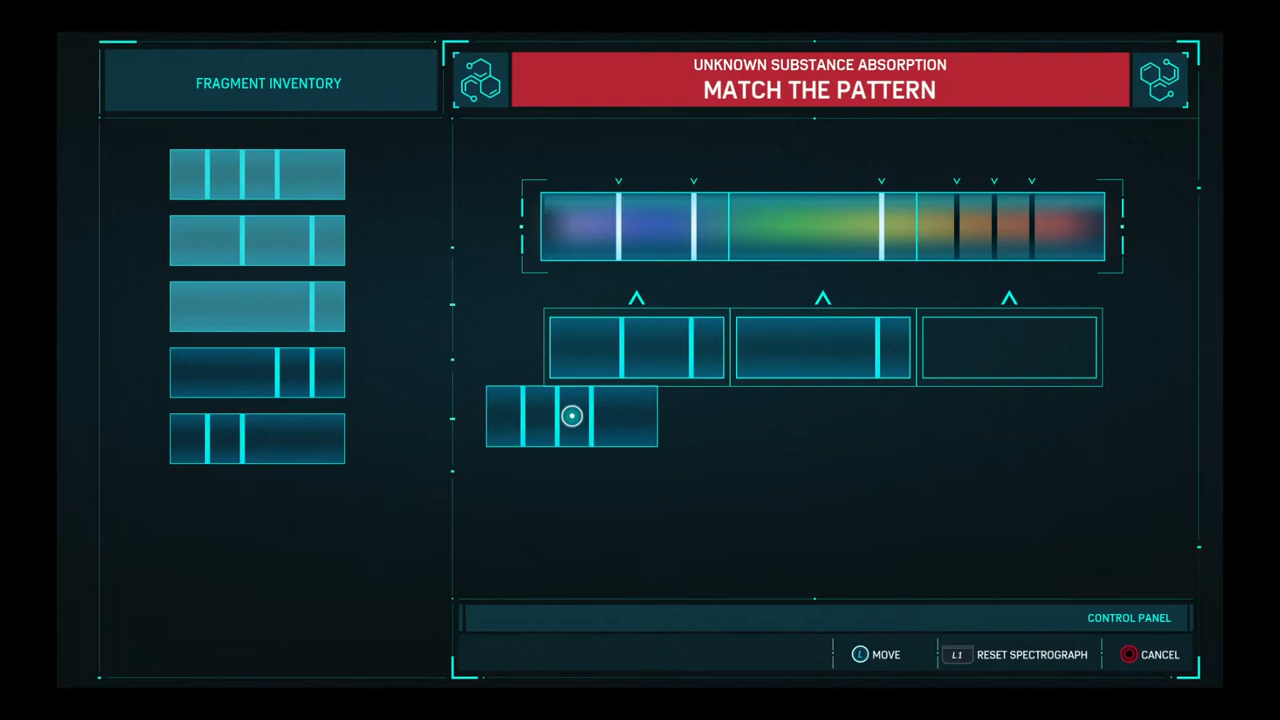 FRAGMENT INVENTORY
UNKNOWN SUBSTANCE ABSORPTION
MATCH THE PATTERN
CONTROL PANEL
L MOVE
L1 RESET SPECTROGRAPH
CANCEL